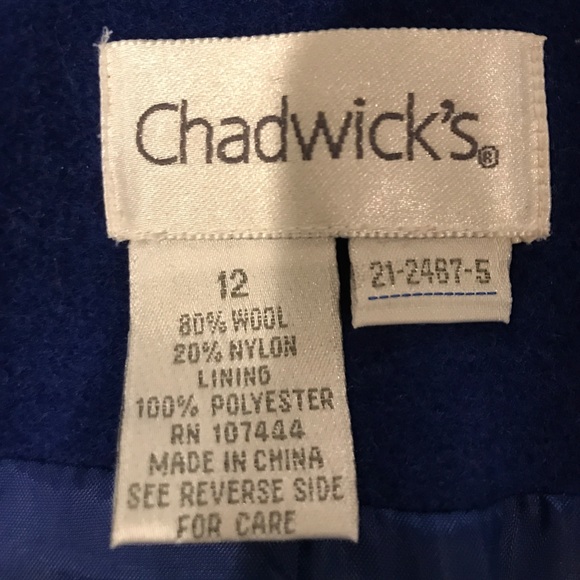 Chadwick's®
21-2487-5
12
80% WOOL
20% NYLON
LINING
100% POLYESTER
RN 107444
MADE IN CHINA
SEE REVERSE SIDE
FOR CARE